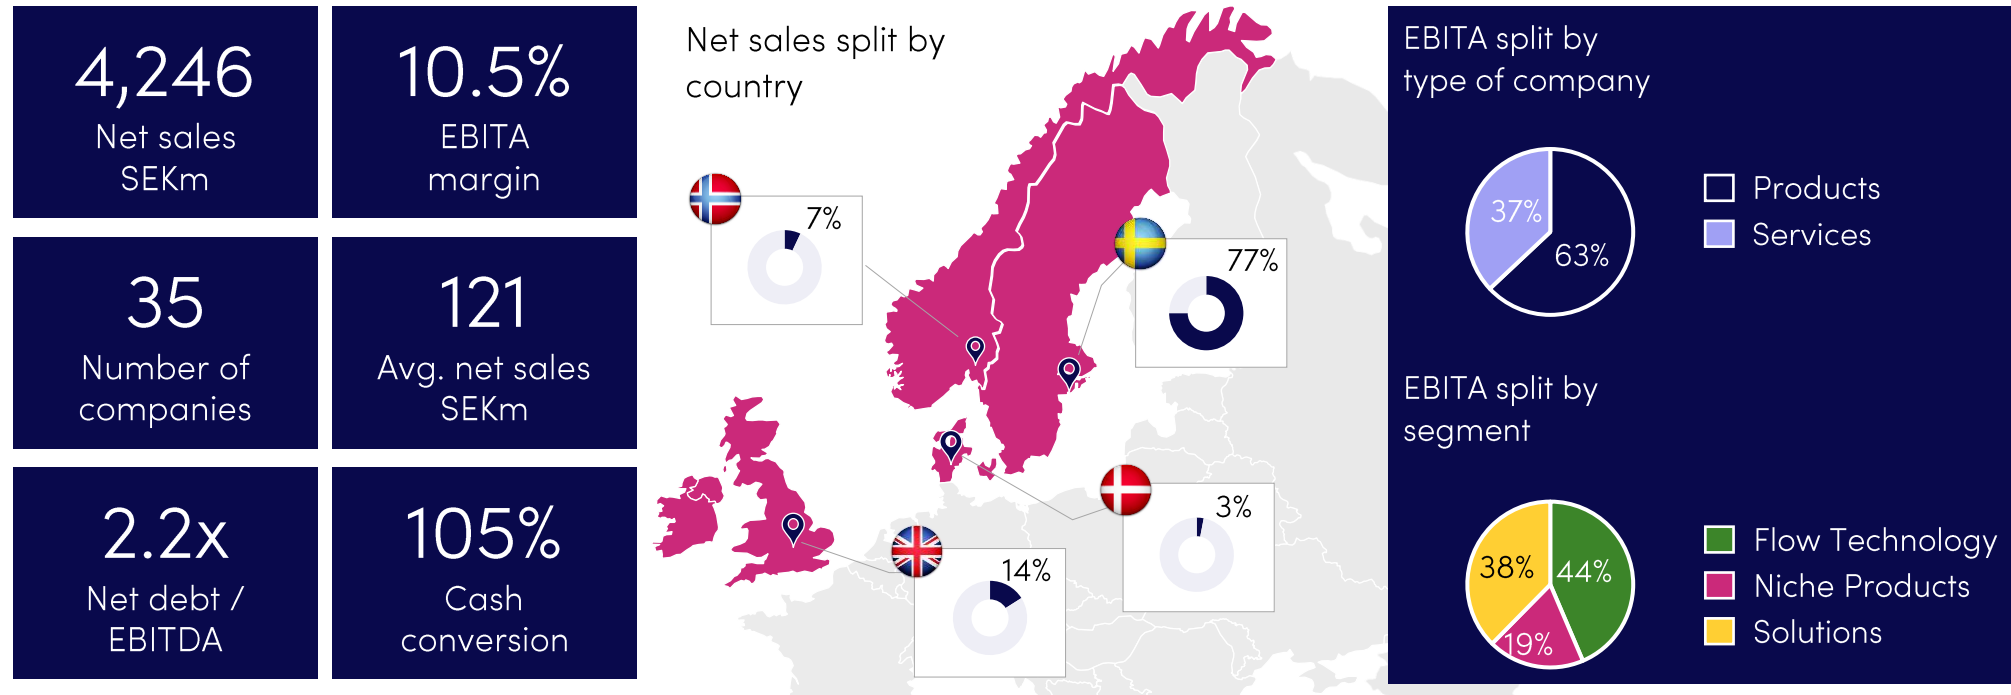 4,246
Net sales
SEKm
10.5%
EBITA
margin
35
Number of
companies
121
Avg. net sales
SEKm
2.2x
Net debt /
EBITDA
105%
Cash
conversion
Net sales split by
country
7%
77%
3%
14%
EBITA split by
type of company
37%
63%
Products
Services
EBITA split by
segment
38%
44%
19%
Flow Technology
Niche Products
Solutions